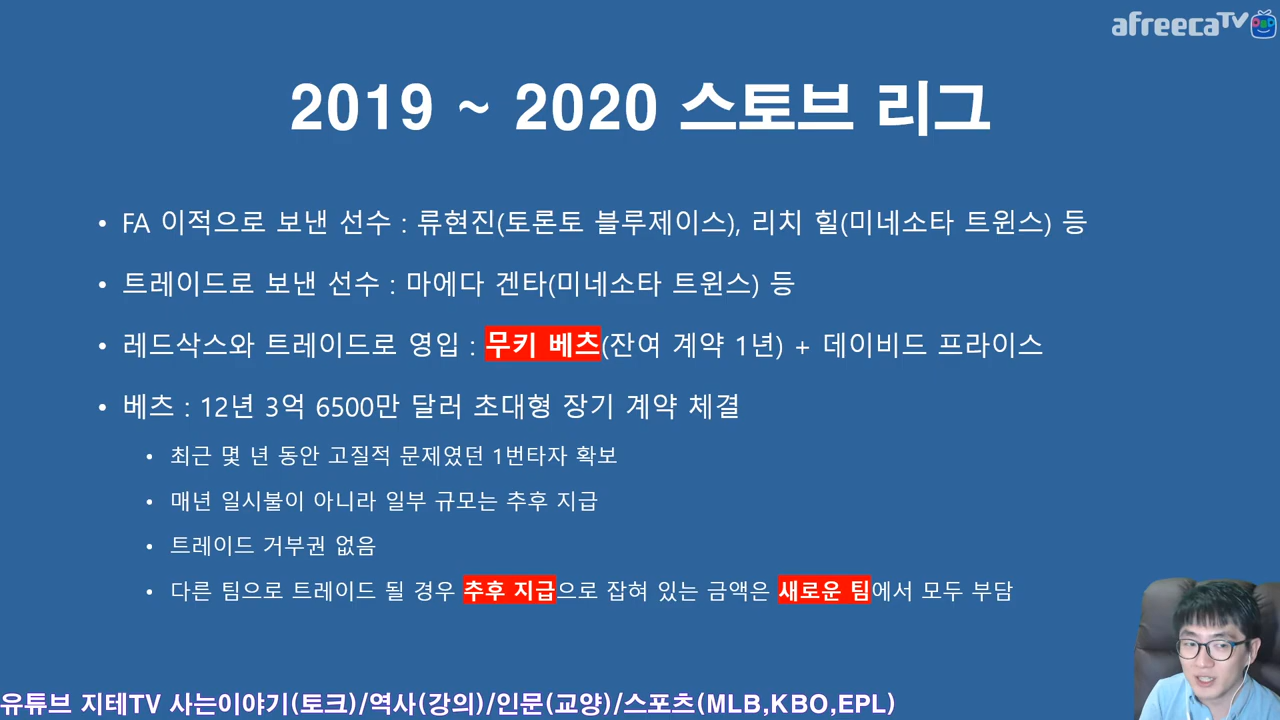 afreecaTV
2019 ~ 2020 스토브 리그
• FA 이적으로 보낸 선수 : 류현진(토론토 블루제이스), 리치 힐(미네소타 트윈스) 등
• 트레이드로 보낸 선수 : 마에다 겐타(미네소타 트윈스) 등
• 레드삭스와 트레이드로 영입 : 무키 베츠(잔여 계약 1년) + 데이비드 프라이스
• 베츠 : 12년 3억 6500만 달러 초대형 장기 계약 체결
• 최근 몇 년 동안 고질적 문제였던 1번타자 확보
• 매년 일시불이 아니라 일부 규모는 추후 지급
• 트레이드 거부권 없음
• 다른 팀으로 트레이드 될 경우 추후 지급으로 잡혀 있는 금액은 새로운 팀에서 모두 부담
유튜브 지테TV 사는이야기(토크)/역사(강의)/인문(교양)/스포츠(MLB,KBO,EPL)